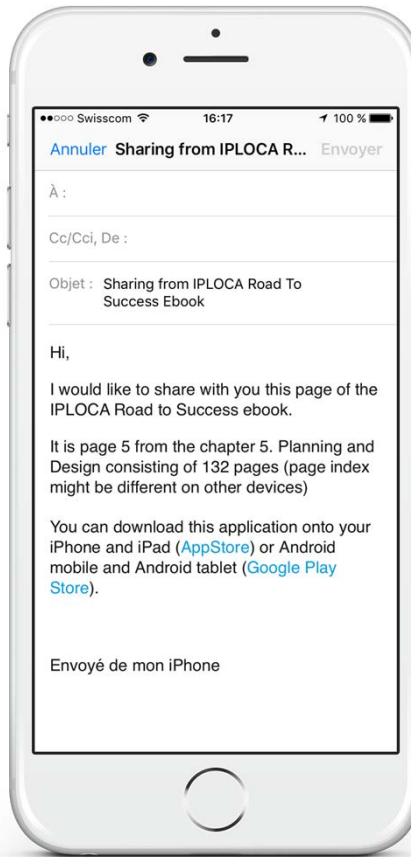 Swisscom 16:17 100 %
Annuler Sharing from IPLOCA R... Envoyer
À :
Cc/Cci, De :
Objet : Sharing from IPLOCA Road To
Success Ebook
Hi,
I would like to share with you this page of the
IPLOCA Road to Success ebook.
It is page 5 from the chapter 5. Planning and
Design consisting of 132 pages (page index
might be different on other devices)
You can download this application onto your
iPhone and iPad (AppStore) or Android
mobile and Android tablet (Google Play
Store).
Envoyé de mon iPhone